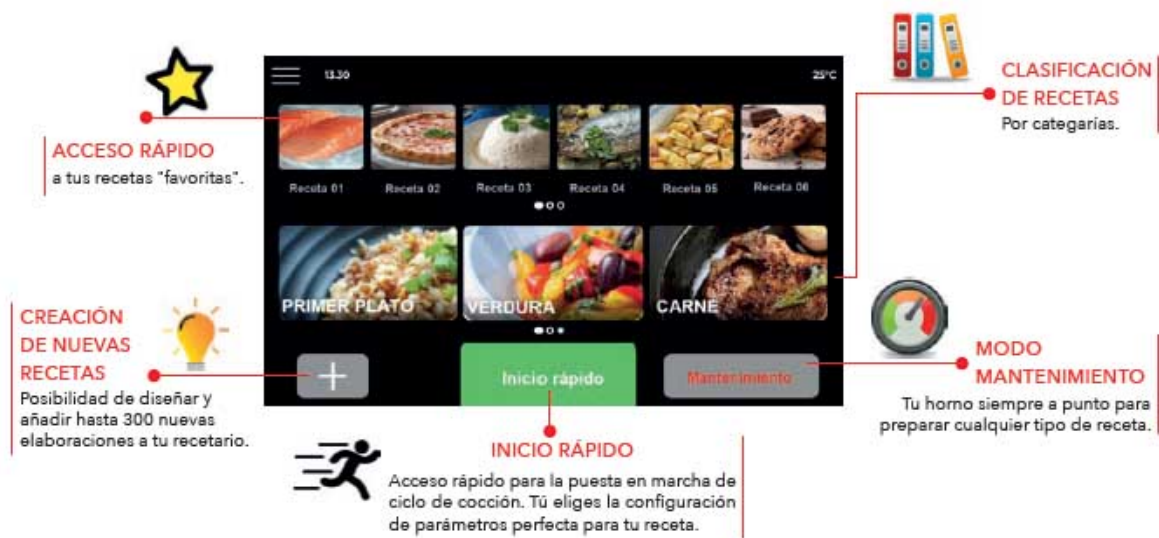 13.30
25°C
Receta 01
Receta 02
Receta 03
Receta 04
Receta 05
Receta 06
PRIMER PLATO
VERDURA
CARNE
Inicio rápido
Mantenimiento
ACCESO RÁPIDO
a tus recetas "favoritas".
CLASIFICACIÓN
DE RECETAS
Por categarías.
CREACIÓN
DE NUEVAS
RECETAS
Posibilidad de diseñar y
añadir hasta 300 nuevas
elaboraciones a tu recetario.
MODO
MANTENIMIENTO
Tu horno siempre a punto para
preparar cualquier tipo de receta.
INICIO RÁPIDO
Acceso rápido para la puesta en marcha de
ciclo de cocción. Tú eliges la configuración
de parámetros perfecta para tu receta.